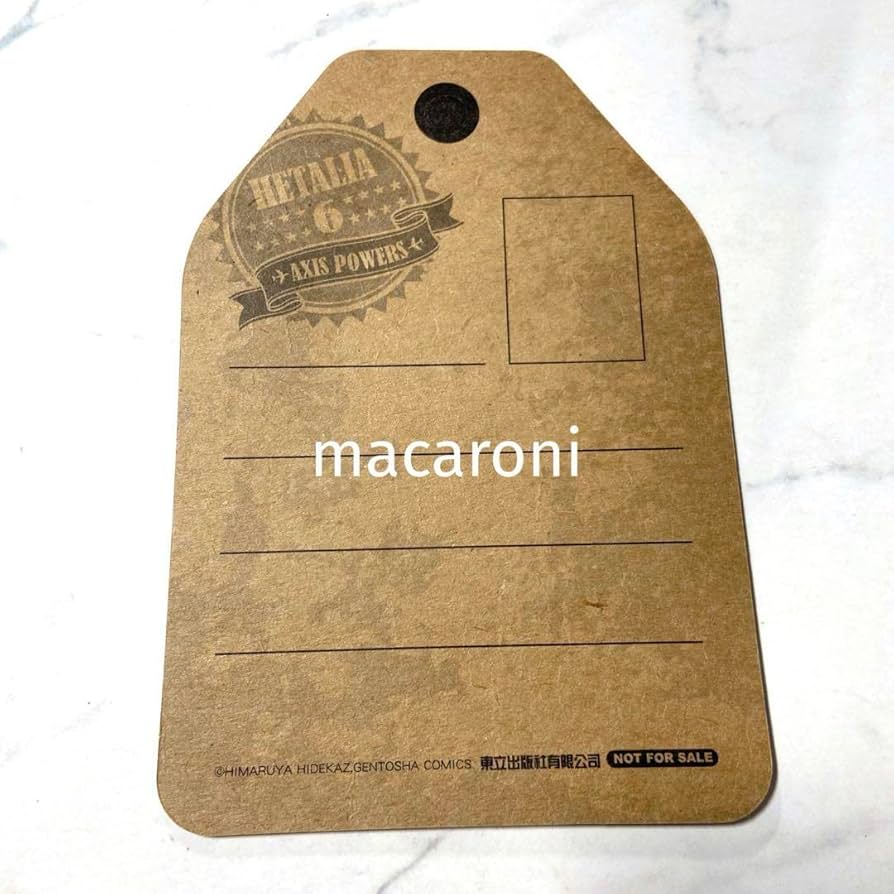 HETALIA
6
AXIS POWERS
macaroni
©HIMARUYA HIDEKAZ,GENTOSHA COMICS 東立出版社有限公司 NOT FOR SALE